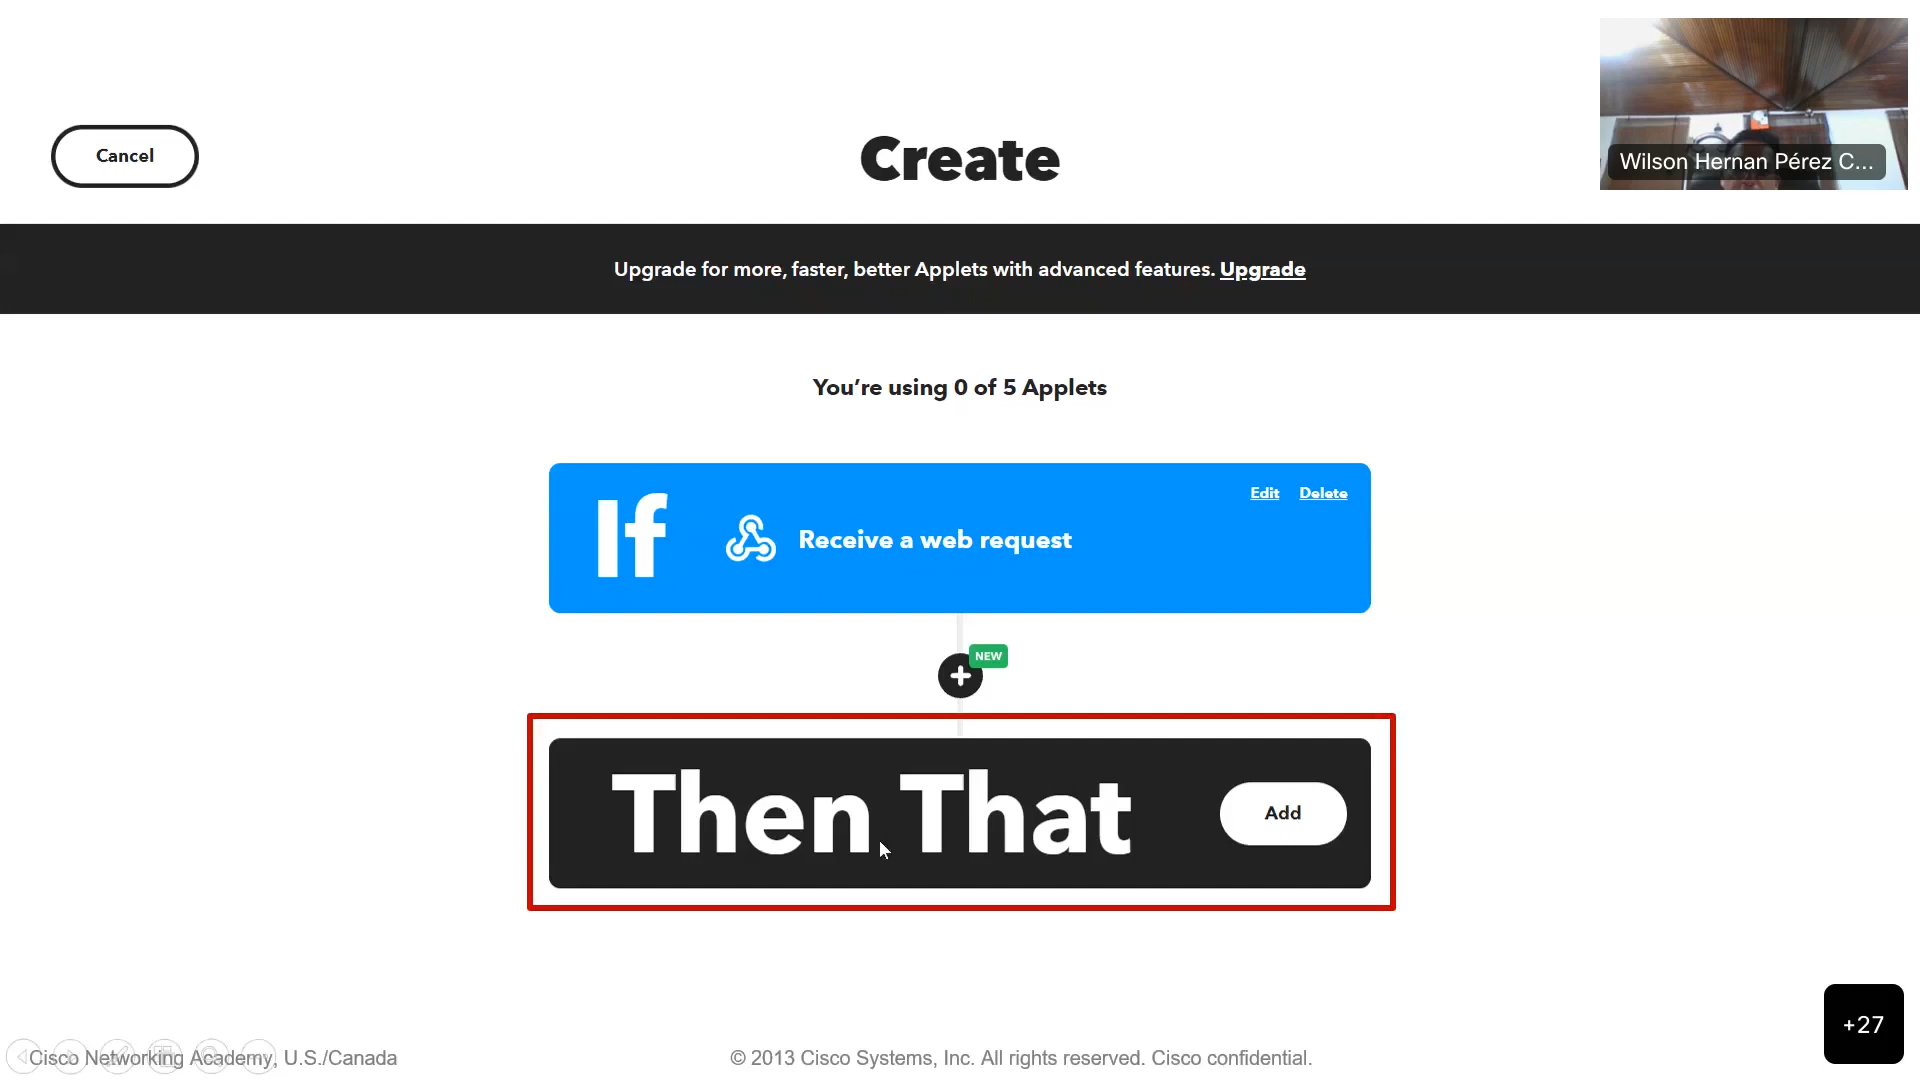 Wilson Hernan Pérez C...
Cancel
Create
Upgrade for more, faster, better Applets with advanced features. Upgrade
You're using 0 of 5 Applets
If
Receive a web request
Edit Delete
NEW
Then That
Add
+27
Cisco Networking Academy, U.S./Canada
© 2013 Cisco Systems, Inc. All rights reserved. Cisco confidential.